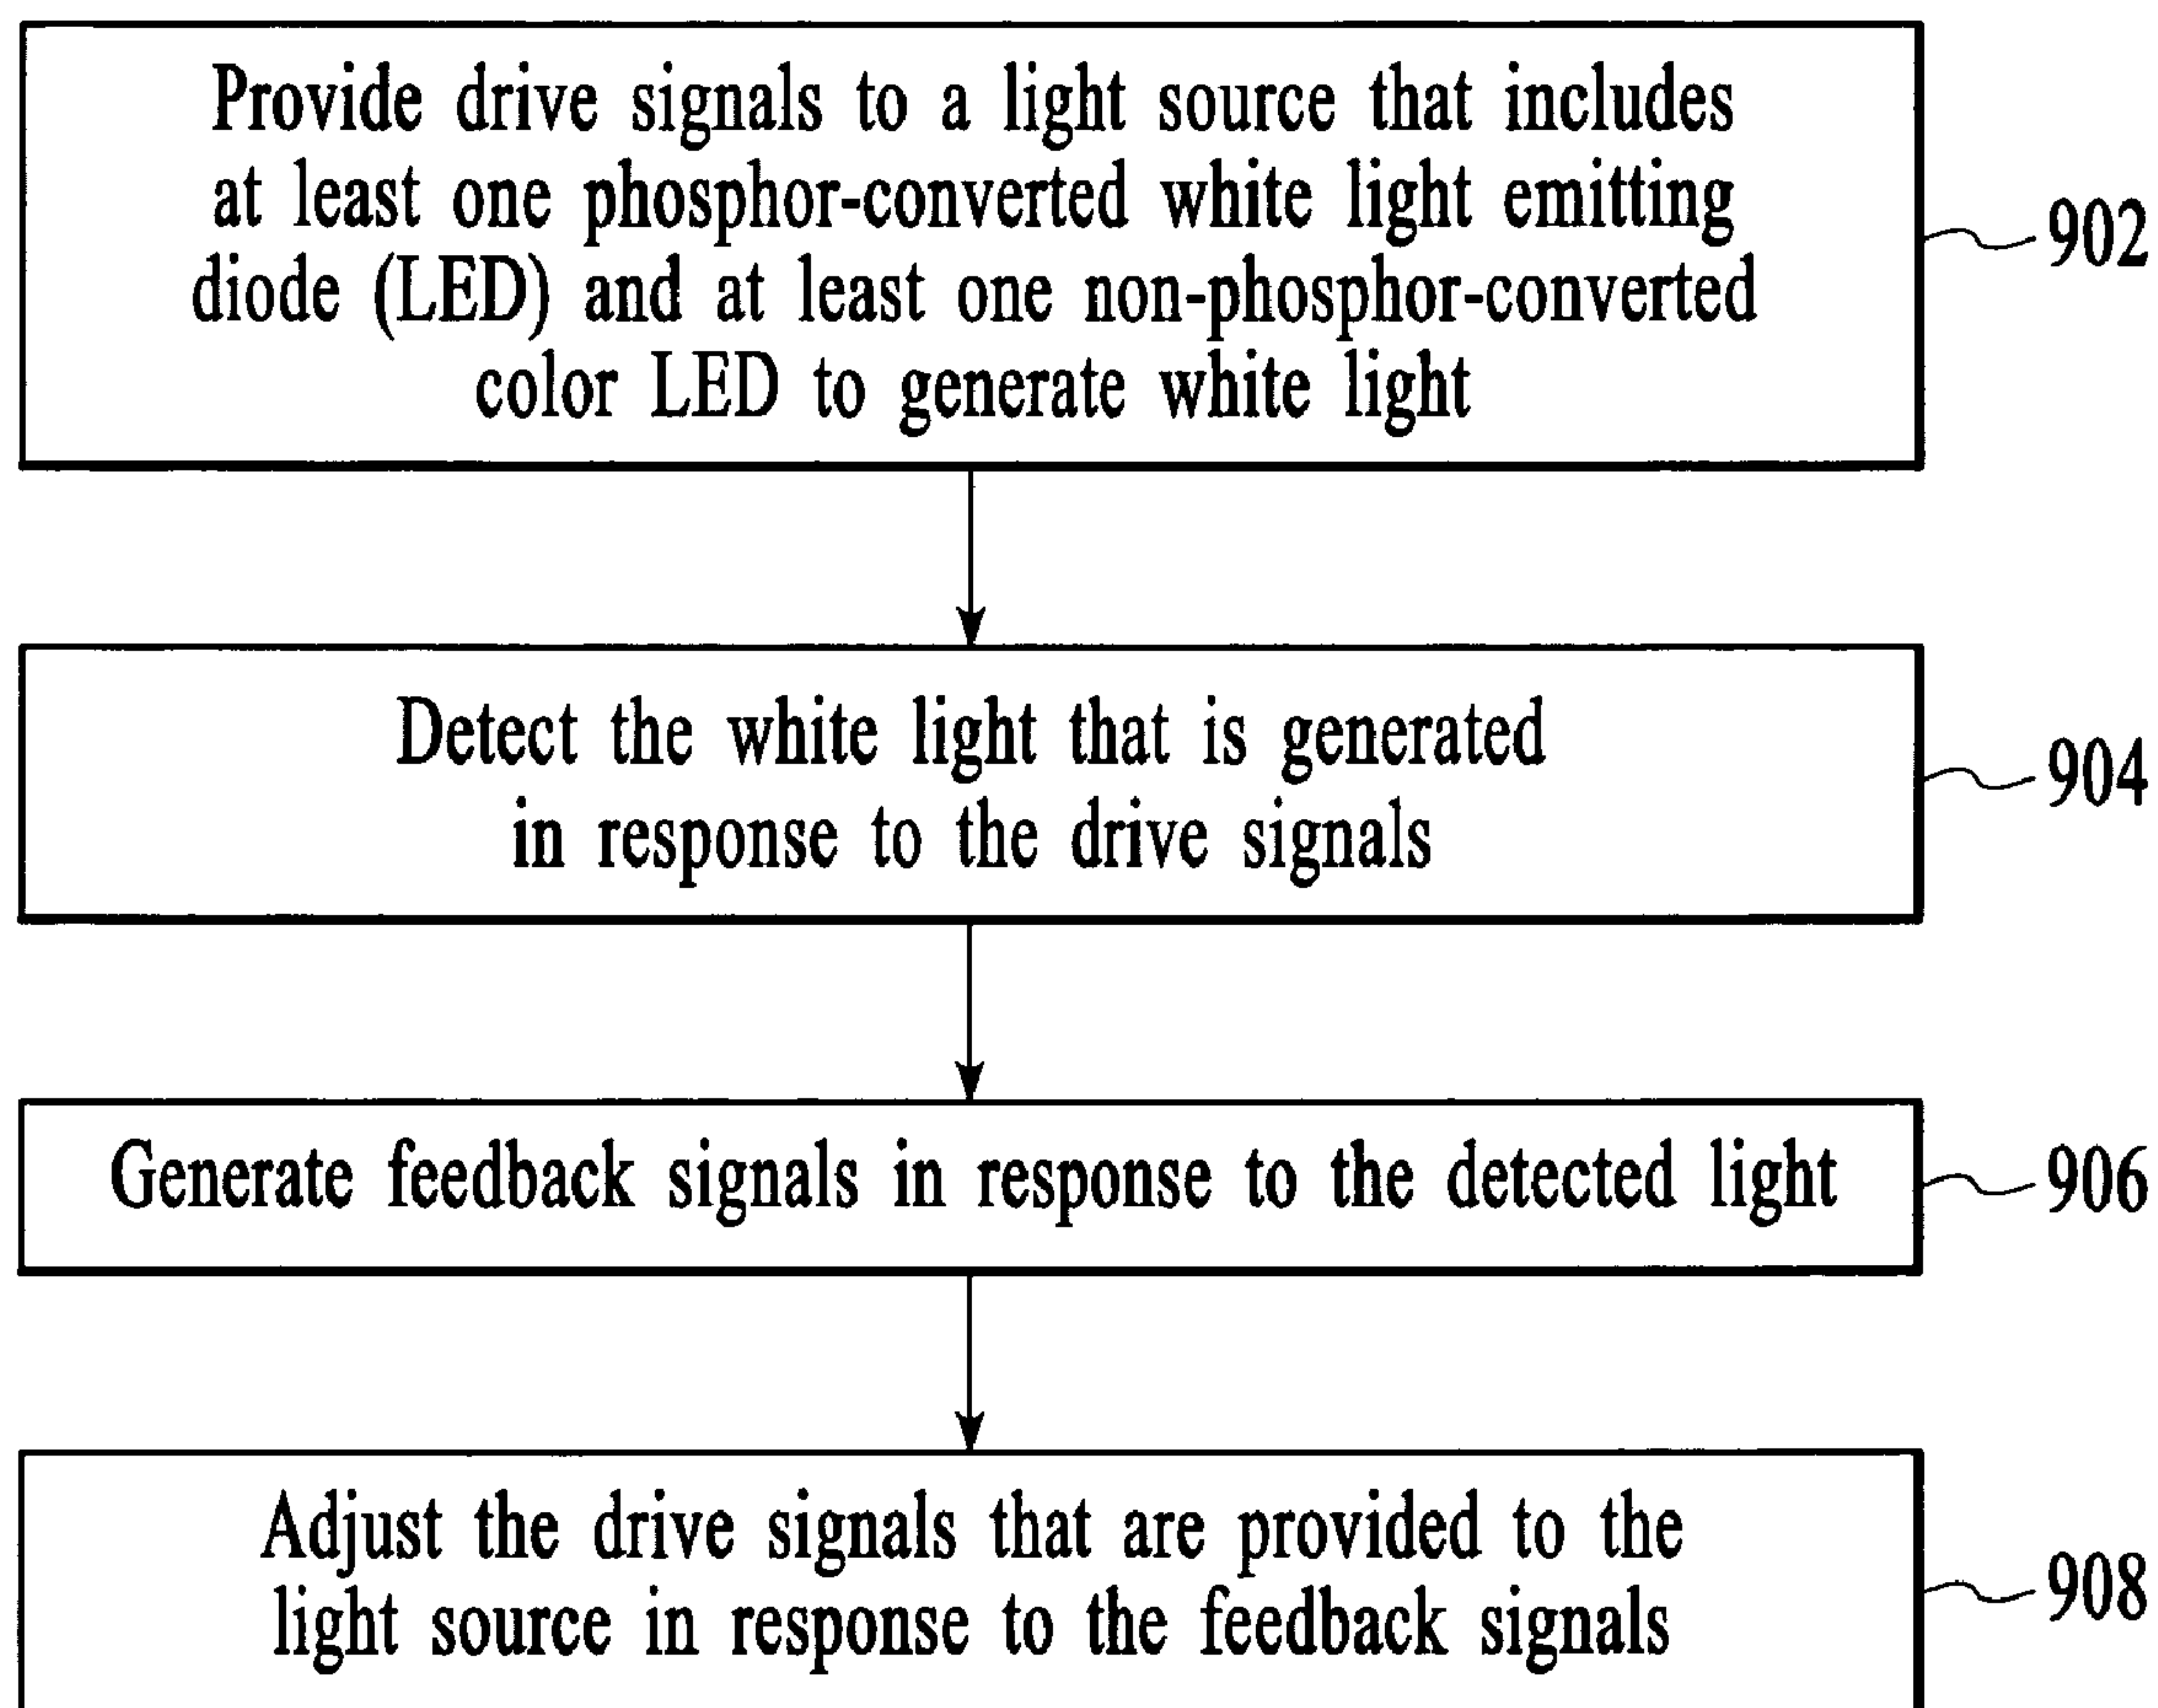 Provide drive signals to a light source that includes
at least one phosphor-converted white light emitting
diode (LED) and at least one non-phosphor-converted
color LED to generate white light
902
Detect the white light that is generated
in response to the drive signals
904
Generate feedback signals in response to the detected light
906
Adjust the drive signals that are provided to the
light source in response to the feedback signals
908